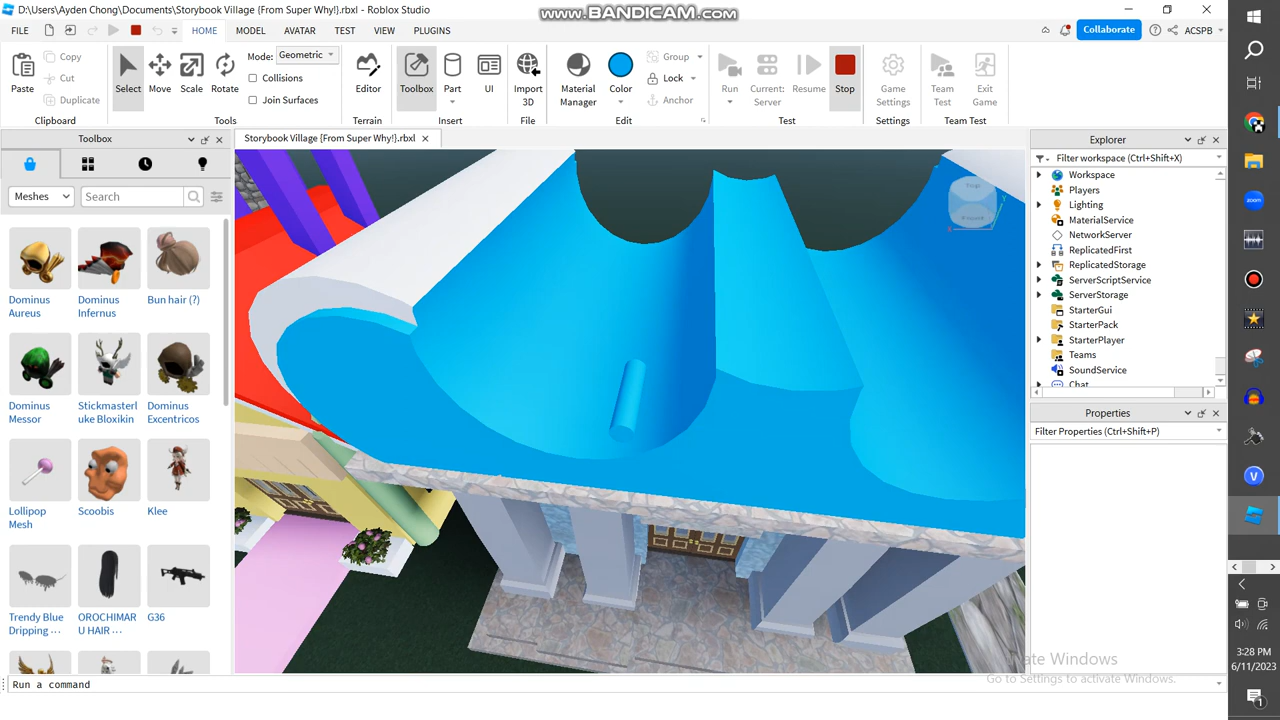 D:\Users\Ayden Chong\Documents\Storybook Village {From Super Why!}.rbxl - Roblox Studio
www.BANDICAM.com
FILE HOME MODEL AVATAR TEST VIEW PLUGINS
Collaborate ACSPB
Copy
Cut
Duplicate
Paste
Clipboard
Select Move Scale Rotate
Mode: Geometric
Collisions
Join Surfaces
Tools
Editor
Terrain
Toolbox Part UI
Insert
Import
3D
File
Material
Manager
Color
Group
Lock
Anchor
Edit
Run
Current:
Server
Resume
Stop
Test
Game
Settings
Settings
Team
Test
Exit
Game
Team Test
Toolbox
Meshes
Search
Dominus
Aureus
Dominus
Infernus
Bun hair (?)
Dominus
Messor
Stickmaster
luke Bloxikin
Dominus
Excentricos
Lollipop
Mesh
Scoobis
Klee
Trendy Blue
Dripping ...
OROCHIMAR
U HAIR ...
G36
Storybook Village {From Super Why!}.rbxl
Explorer
Filter workspace (Ctrl+Shift+X)
Workspace
Players
Lighting
MaterialService
NetworkServer
ReplicatedFirst
ReplicatedStorage
ServerScriptService
ServerStorage
StarterGui
StarterPack
StarterPlayer
Teams
SoundService
Chat
Properties
Filter Properties (Ctrl+Shift+P)
zoom
Activate Windows
Go to Settings to activate Windows.
3:28 PM
6/11/2023
1
Run a command